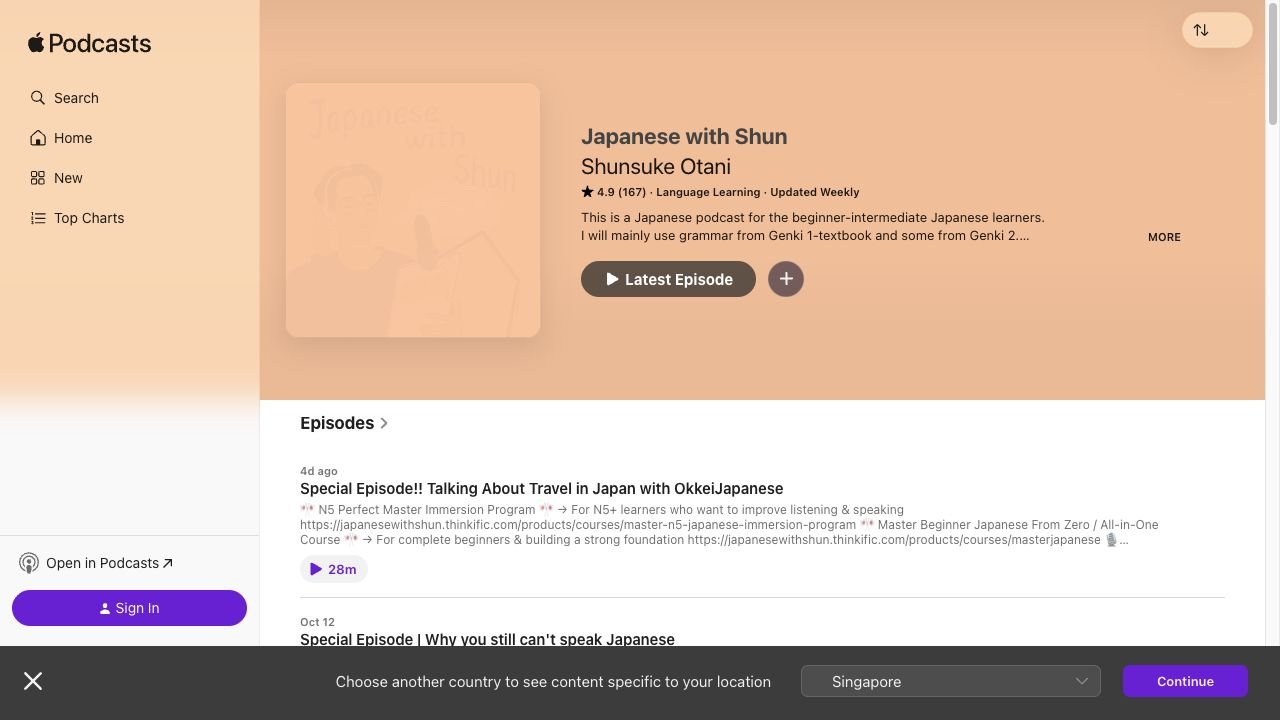 Podcasts
Search
Home
New
Top Charts
Open in Podcasts
Sign In
Japanese with Shun
Japanese with Shun
Shunsuke Otani
4.9 (167) · Language Learning · Updated Weekly
This is a Japanese podcast for the beginner-intermediate Japanese learners.
I will mainly use grammar from Genki 1-textbook and some from Genki 2....
MORE
Latest Episode
Episodes
4d ago
Special Episode!! Talking About Travel in Japan with OkkeiJapanese
🎌 N5 Perfect Master Immersion Program 🎌 → For N5+ learners who want to improve listening & speaking
https://japanesewithshun.thinkific.com/products/courses/master-n5-japanese-immersion-program 🎌 Master Beginner Japanese From Zero / All-in-One
Course 🎌 → For complete beginners & building a strong foundation https://japanesewithshun.thinkific.com/products/courses/masterjapanese 🎙️...
28m
Oct 12
Special Episode | Why you still can't speak Japanese
Choose another country to see content specific to your location
Singapore
Continue